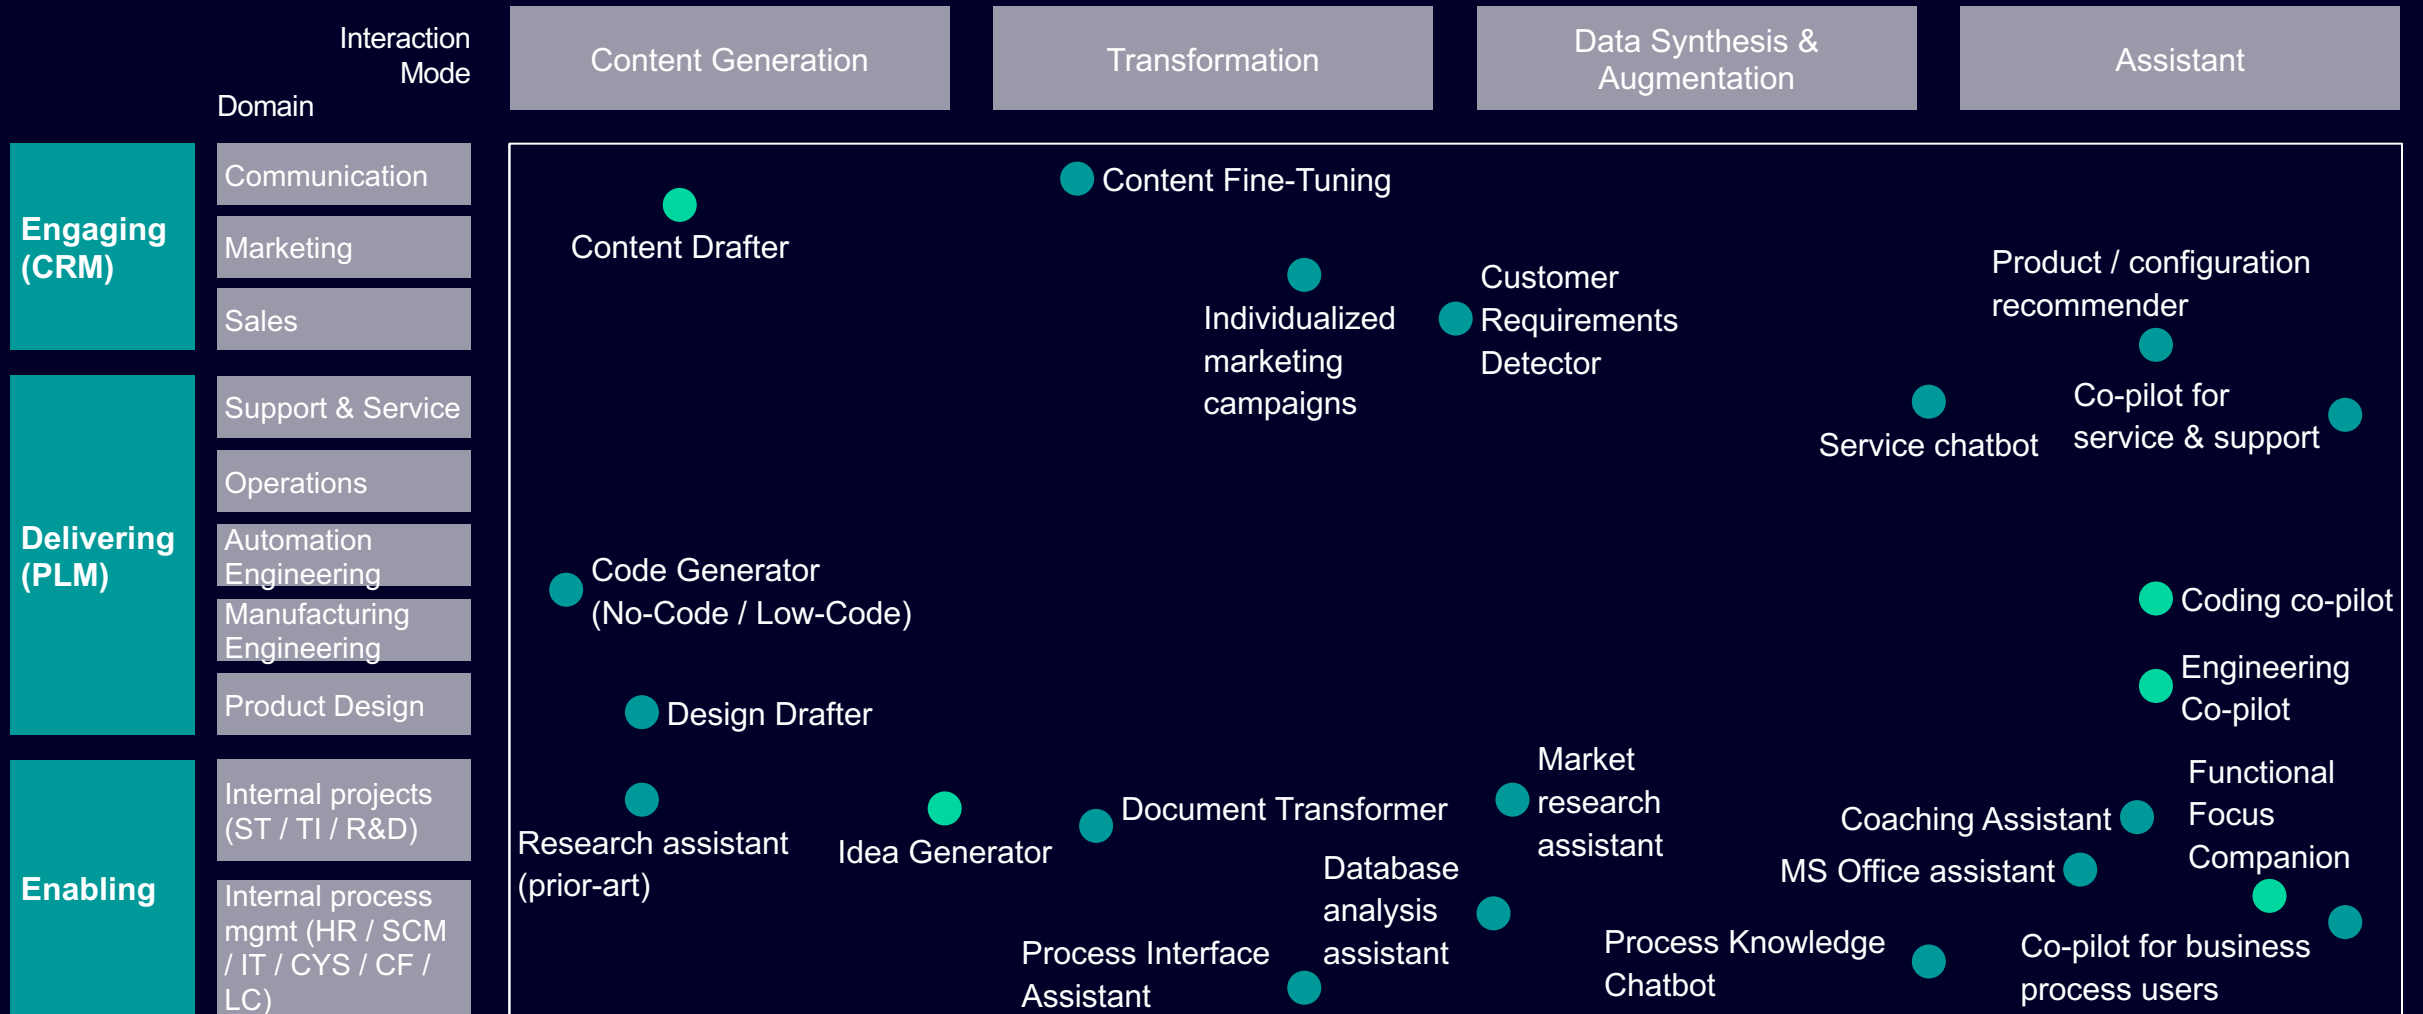 Interaction
Mode
Domain
Content Generation
Transformation
Data Synthesis &
Augmentation
Assistant
Engaging
(CRM)
Communication
Marketing
Sales
Delivering
(PLM)
Support & Service
Operations
Automation
Engineering
Manufacturing
Engineering
Product Design
Enabling
Internal projects
(ST / TI / R&D)
Internal process
mgmt (HR / SCM
/ IT / CYS / CF /
LC)
Content Fine-Tuning
Content Drafter
Individualized
marketing
campaigns
Customer
Requirements
Detector
Product / configuration
recommender
Service chatbot
Co-pilot for
service & support
Code Generator
(No-Code / Low-Code)
Coding co-pilot
Engineering
Co-pilot
Design Drafter
Research assistant
(prior-art)
Idea Generator
Document Transformer
Market
research
assistant
Database
analysis
assistant
Process Interface
Assistant
Coaching Assistant
MS Office assistant
Functional
Focus
Companion
Process Knowledge
Chatbot
Co-pilot for business
process users